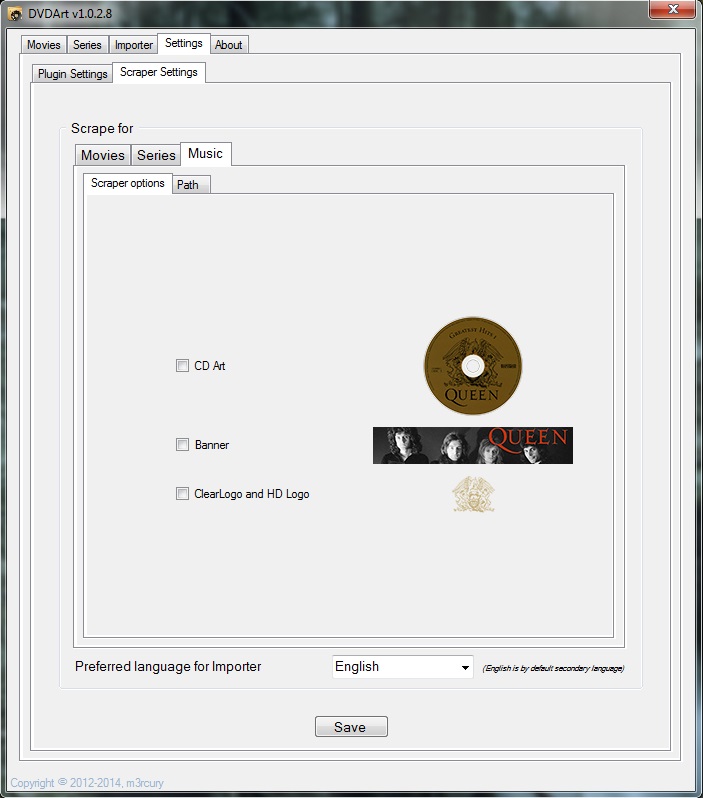 DVDArt v1.0.2.8
Movies Series Importer Settings About
Plugin Settings Scraper Settings
Scrape for
Movies Series Music
Scraper options Path
GREATEST HITS I
CD Art
QUEEN
Banner QUEEN
ClearLogo and HD Logo
Preferred language for Importer English (English is by default secondary language)
Save
Copyright © 2012-2014, m3rcury